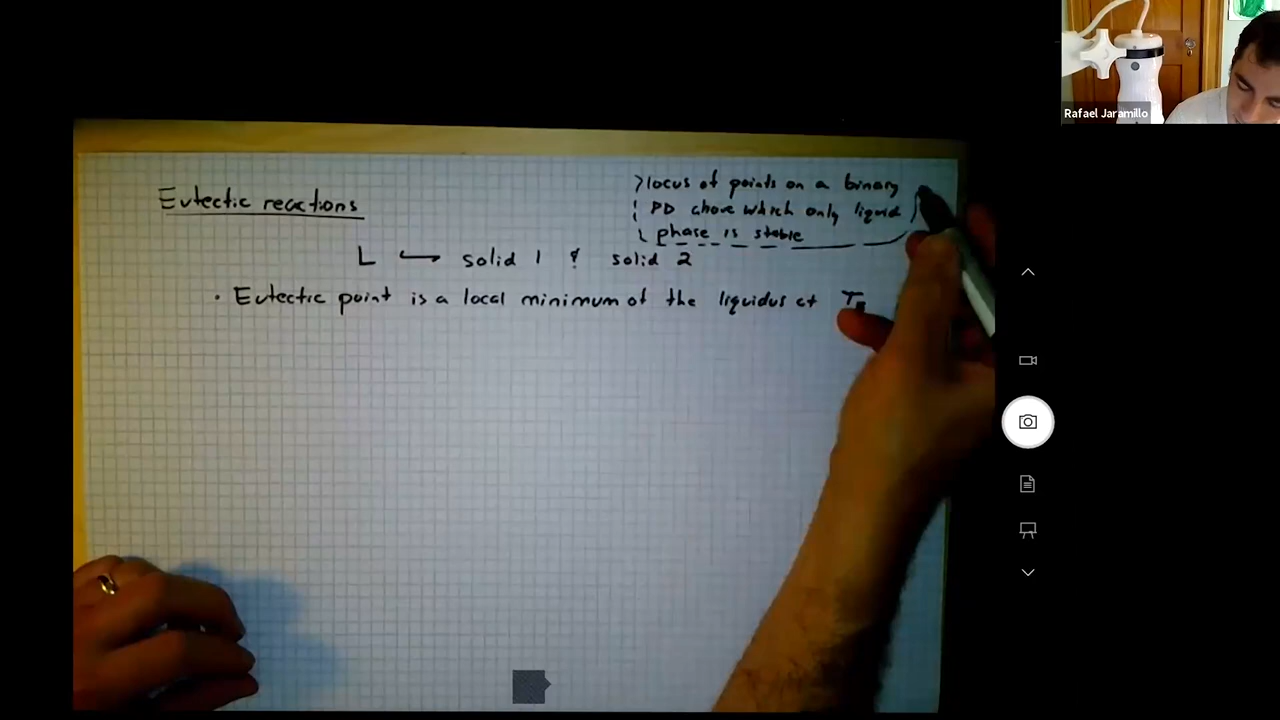 Rafael Jaramillo
Eutectic reactions
locus of points on a binary
PD above which only liquid
phase is stable
L ⟷ solid 1 & solid 2
· Eutectic point is a local minimum of the liquidus at T_E